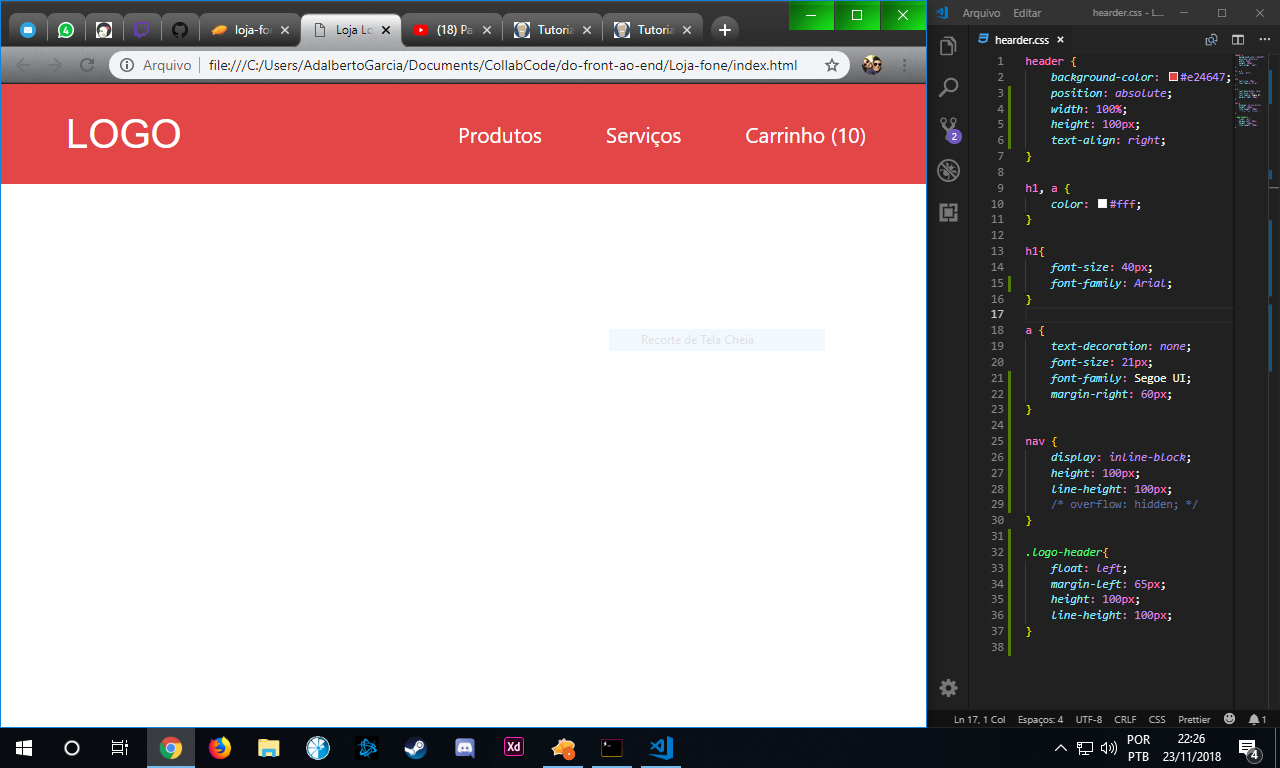 loja-fo
Loja Lo
(18) Pa
Tutoria
Tutoria
Arquivo
file:///C:/Users/AdalbertoGarcia/Documents/CollabCode/do-front-ao-end/Loja-fone/index.html
LOGO
Produtos
Serviços
Carrinho (10)
Recorte de Tela Cheia
Arquivo
Editar
hearder.css - L...
hearder.css
1 header {
2 background-color: #e24647;
3 position: absolute;
4 width: 100%;
5 height: 100px;
6 text-align: right;
7 }
8
9 h1, a {
10 color: #fff;
11 }
12
13 h1{
14 font-size: 40px;
15 font-family: Arial;
16 }
17
18 a {
19 text-decoration: none;
20 font-size: 21px;
21 font-family: Segoe UI;
22 margin-right: 60px;
23 }
24
25 nav {
26 display: inline-block;
27 height: 100px;
28 line-height: 100px;
29 /* overflow: hidden; */
30 }
31
32 .logo-header{
33 float: left;
34 margin-left: 65px;
35 height: 100px;
36 line-height: 100px;
37 }
38
2
Ln 17, 1 Col
Espaços: 4
UTF-8
CRLF
CSS
Prettier
1
Xd
POR
PTB
22:26
23/11/2018
4